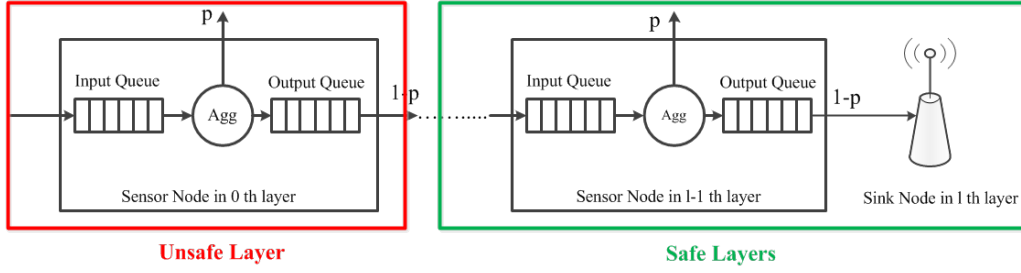 p
Input Queue
Output Queue
Agg
1-p
Sensor Node in 0 th layer
Unsafe Layer
............
p
Input Queue
Output Queue
Agg
1-p
Sensor Node in l-1 th layer
Sink Node in l th layer
Safe Layers